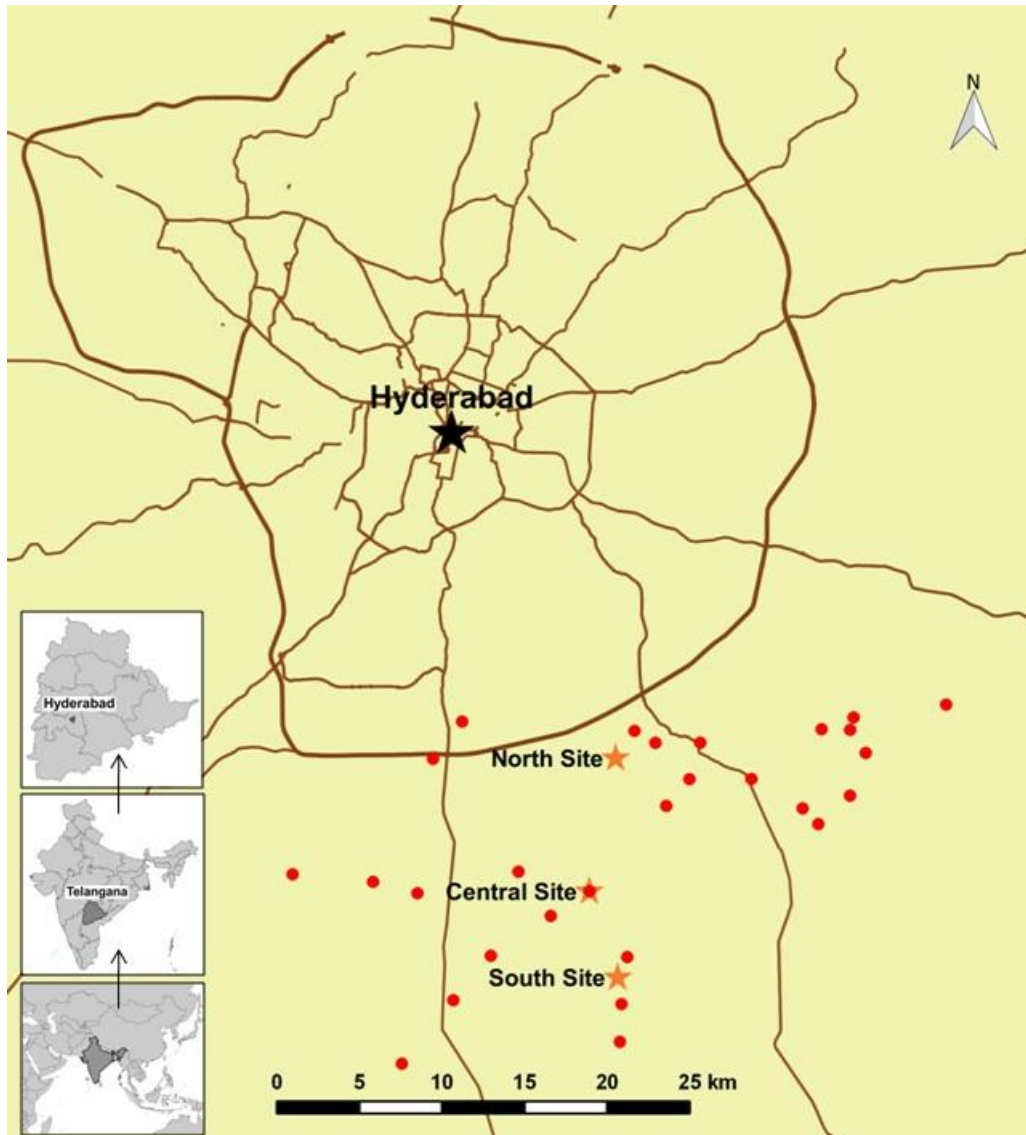 N
Hyderabad
Hyderabad
North Site
Telangana
Central Site
South Site
0 5 10 15 20 25 km